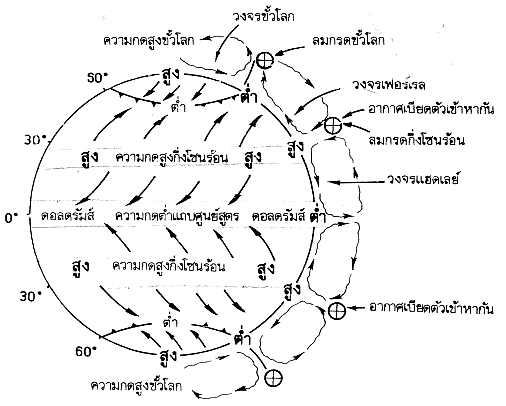 วงจรขั้วโลก
ความกดสูงขั้วโลก
ลมกรดขั้วโลก
สูง
50°
ต่ำ
ต่ำ
วงจรเฟอร์เรล
อากาศเบียดตัวเข้าหากัน
30°
ลมกรดกึ่งโซนร้อน
สูง
ความกดสูงกึ่งโซนร้อน
สูง
สูง
วงจรแฮดเลย์
0°
ดอลดรัมส์
ความกดต่ำแถบศูนย์สูตร
ดอลดรัมส์
ต่ำ
สูง
ความกดสูงกึ่งโซนร้อน
สูง
30°
สูง
อากาศเบียดตัวเข้าหากัน
ต่ำ
60°
ต่ำ
สูง
ความกดสูงขั้วโลก